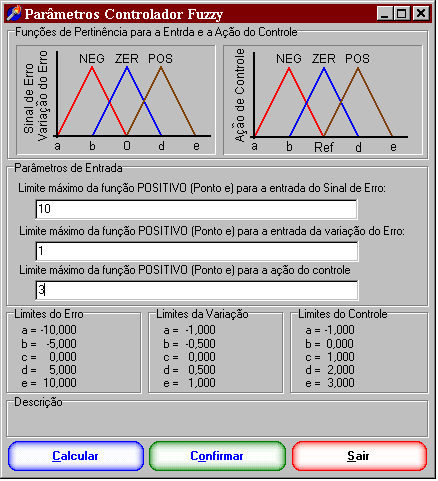 Parâmetros Controlador Fuzzy
Funções de Pertinência para a Entrda e a Ação do Controle
Sinal de Erro
Variação do Erro
NEG ZER POS
a b 0 d e
Ação de Controle
NEG ZER POS
a b Ref d e
Parâmetros de Entrada
Limite máximo da função POSITIVO (Ponto e) para a entrada do Sinal de Erro:
10
Limite máximo da função POSITIVO (Ponto e) para a entrada da variação do Erro:
1
Limite máximo da função POSITIVO (Ponto e) para a ação do controle
3
Limites do Erro
a = -10,000
b = -5,000
c = 0,000
d = 5,000
e = 10,000
Limites da Variação
a = -1,000
b = -0,500
c = 0,000
d = 0,500
e = 1,000
Limites do Controle
a = -1,000
b = 0,000
c = 1,000
d = 2,000
e = 3,000
Descrição
Calcular Confirmar Sair